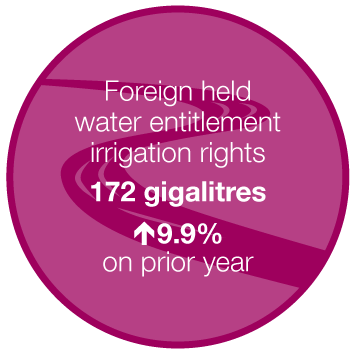 Foreign held
water entitlement
irrigation rights
172 gigalitres
🡅9.9%
on prior year